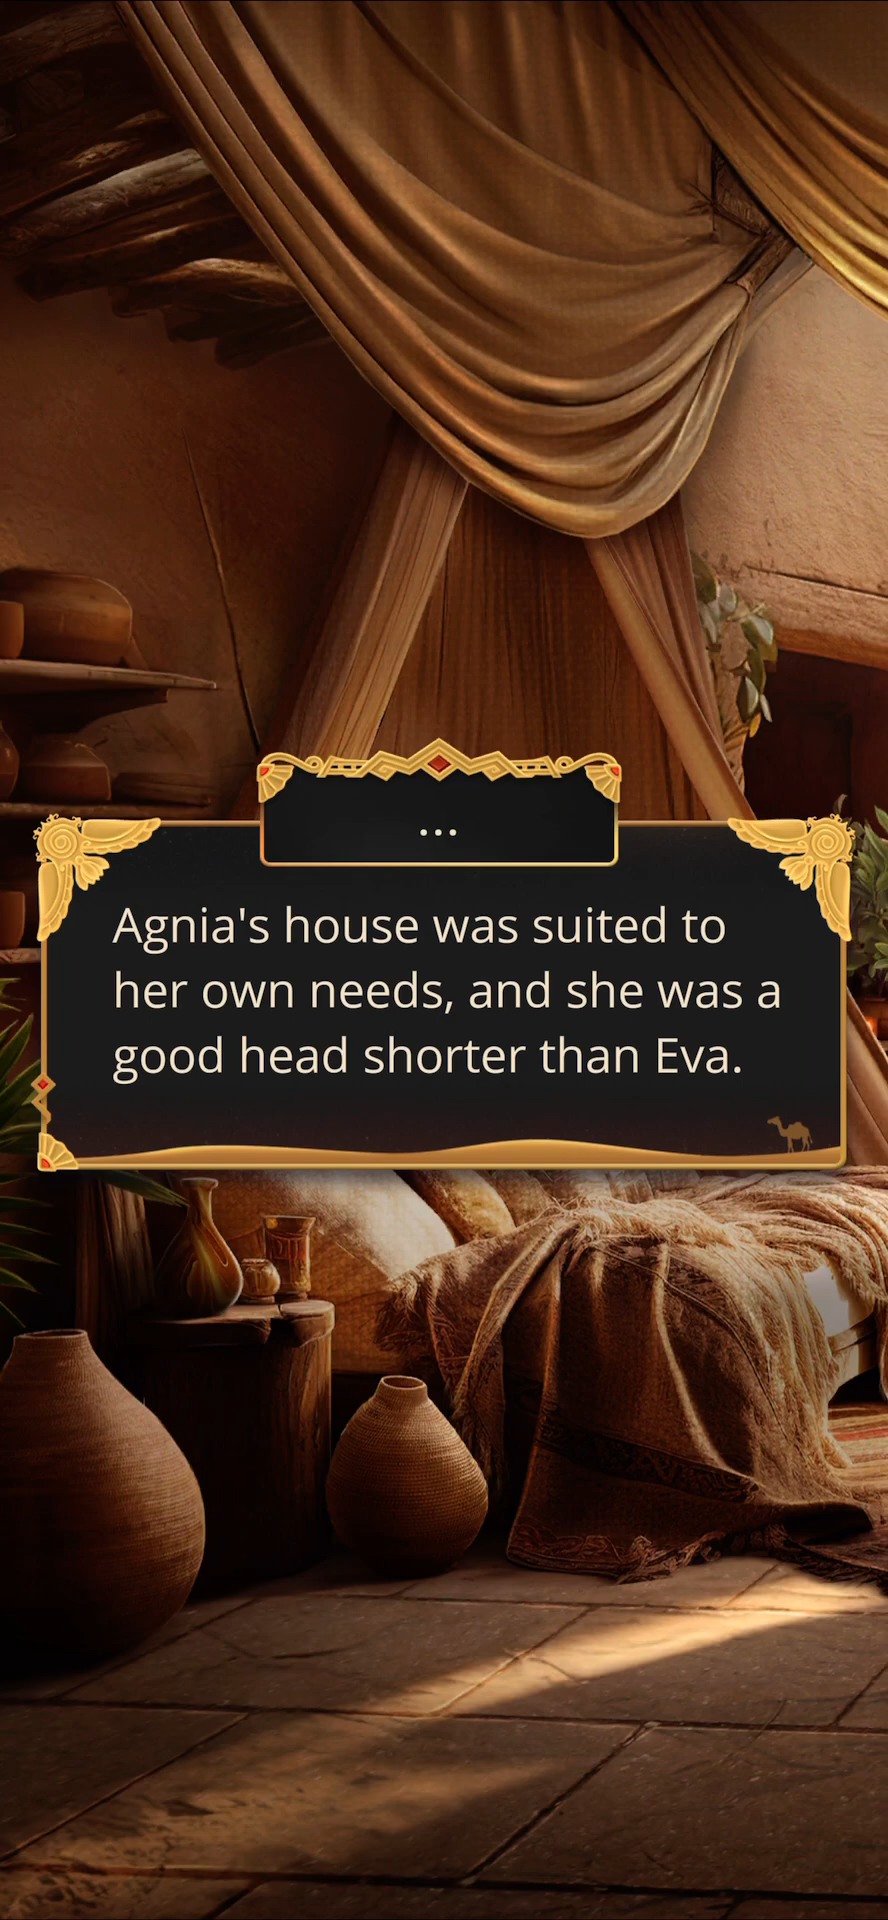 ...
Agnia's house was suited to
her own needs, and she was a
good head shorter than Eva.